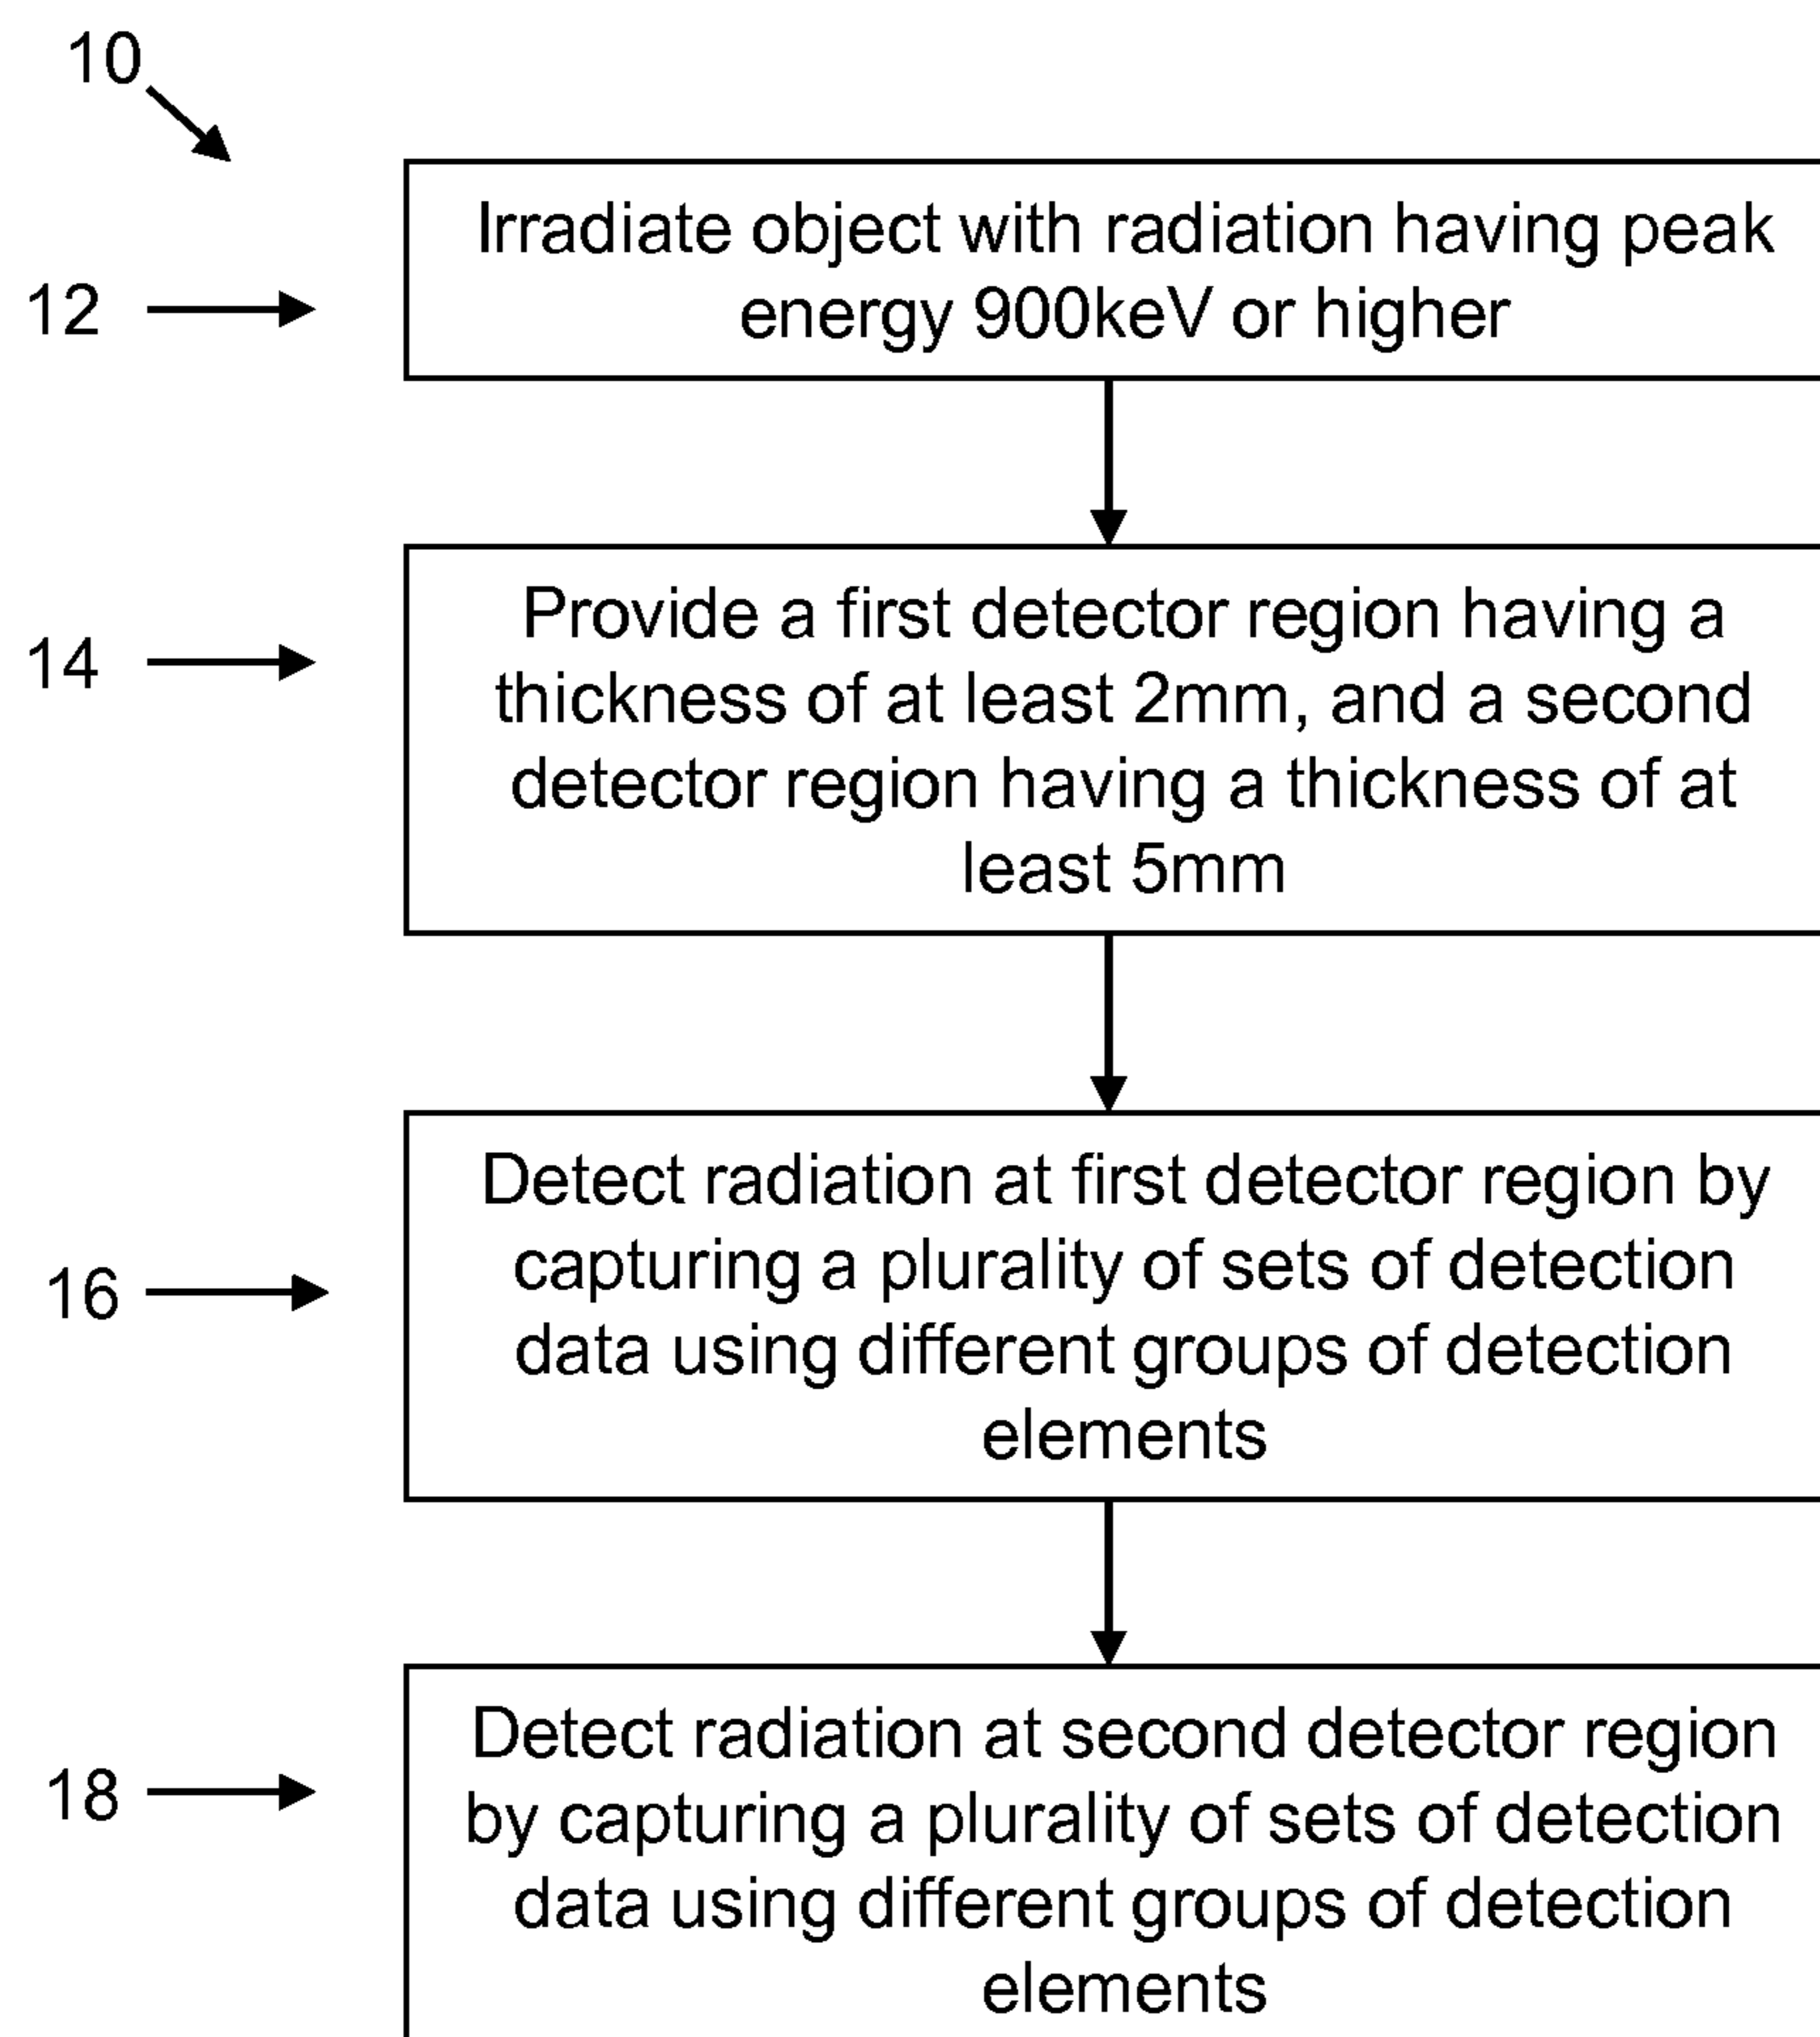 10
Irradiate object with radiation having peak
energy 900keV or higher
12
Provide a first detector region having a
thickness of at least 2mm, and a second
detector region having a thickness of at
least 5mm
14
Detect radiation at first detector region by
capturing a plurality of sets of detection
data using different groups of detection
elements
16
Detect radiation at second detector region
by capturing a plurality of sets of detection
data using different groups of detection
elements
18